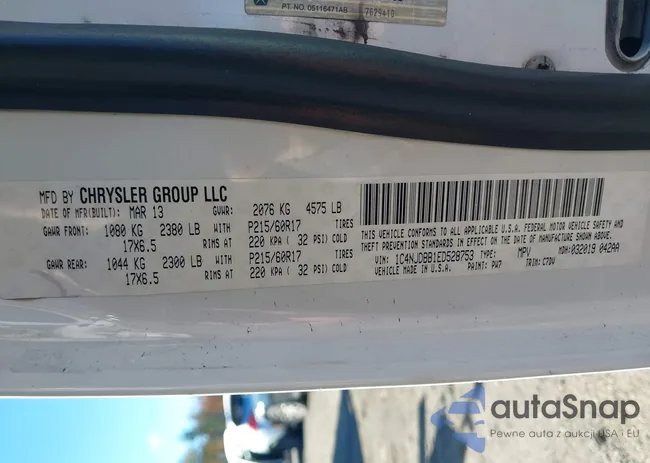 PT. NO. 05116471AB 7629410
MFD BY CHRYSLER GROUP LLC
DATE OF MFR(BUILT): MAR 13 GVWR: 2076 KG 4575 LB
GAWR FRONT: 1080 KG 2380 LB WITH P215/60R17 TIRES
17X6.5 RIMS AT 220 KPA ( 32 PSI) COLD
GAWR REAR: 1044 KG 2300 LB WITH P215/60R17 TIRES
17X6.5 RIMS AT 220 KPA ( 32 PSI) COLD
THIS VEHICLE CONFORMS TO ALL APPLICABLE U.S.A. FEDERAL MOTOR VEHICLE SAFETY AND
THEFT PREVENTION STANDARDS IN EFFECT ON THE DATE OF MANUFACTURE SHOWN ABOVE.
VIN: 1C4NJDBB1ED528753 TYPE: MPV MDH:032019 042AA
VEHICLE MADE IN U.S.A. PAINT: PW7 TRIM: C7DV
autaSnap
Pewne auta z aukcji USA i EU